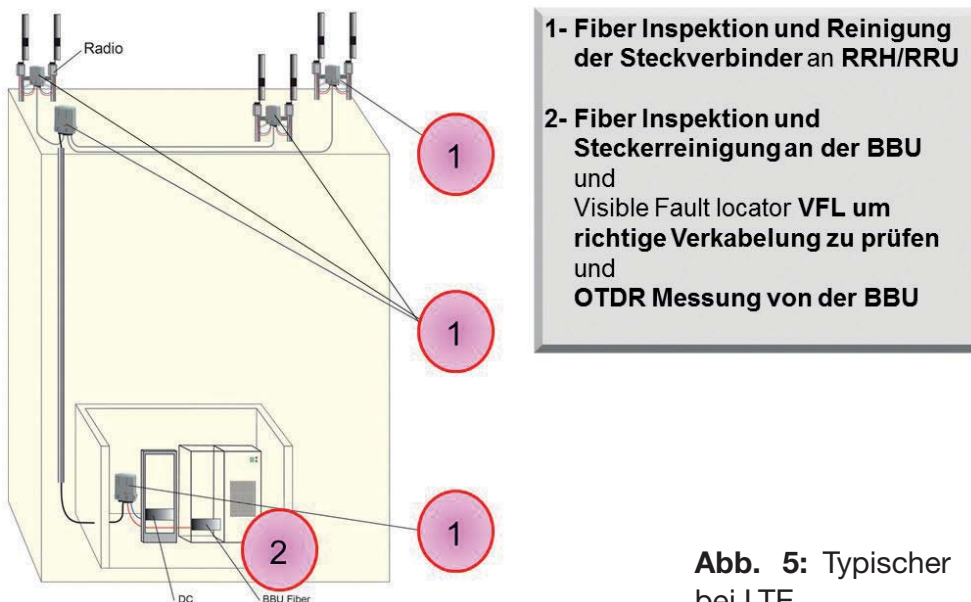 Radio
1- Fiber Inspektion und Reinigung
der Steckverbinder an RRH/RRU
2- Fiber Inspektion und
Steckerreinigung an der BBU
und
Visible Fault locator VFL um
richtige Verkabelung zu prüfen
und
OTDR Messung von der BBU
1
1
1
2
DC
BBU Fiber
Abb. 5: Typischer
bei LTE